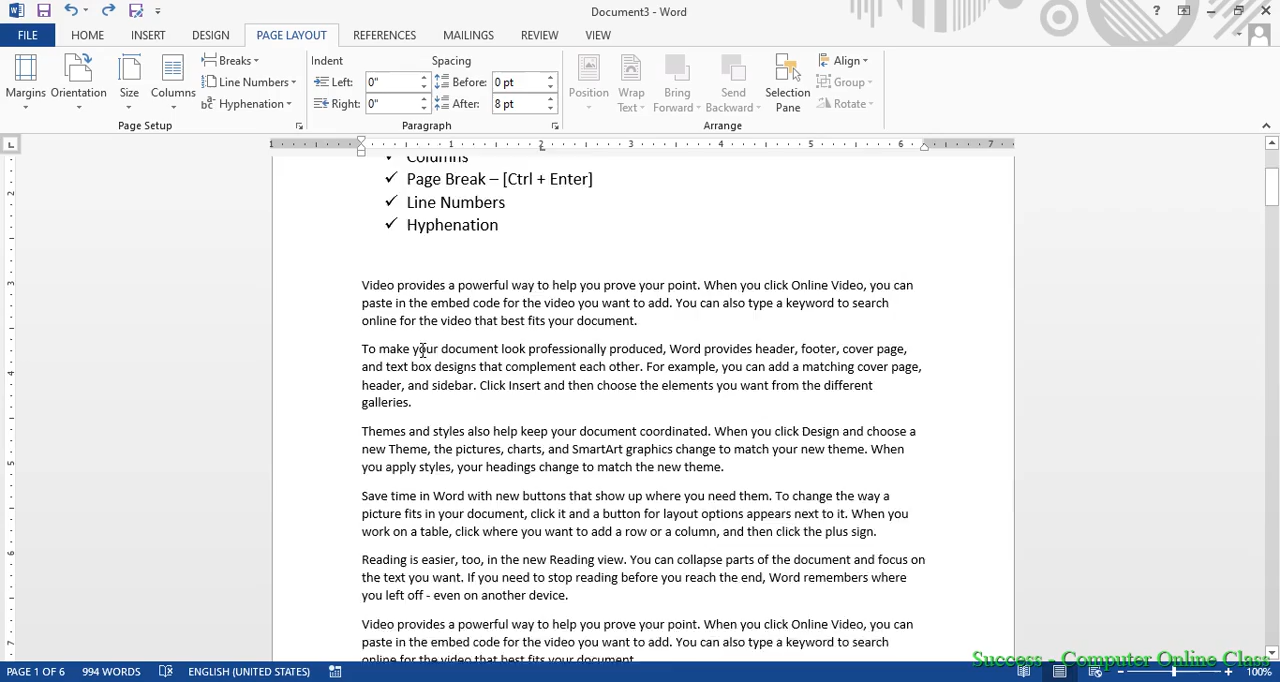 Document3 - Word
FILE HOME INSERT DESIGN PAGE LAYOUT REFERENCES MAILINGS REVIEW VIEW
Margins
Orientation
Size
Columns
Breaks
Line Numbers
Hyphenation
Page Setup
Indent
Left: 0"
Right: 0"
Spacing
Before: 0 pt
After: 8 pt
Paragraph
Position
Wrap
Text
Bring
Forward
Send
Backward
Selection
Pane
Align
Group
Rotate
Arrange
1 1 2 3 4 5 6 7
2
3
4
5
6
7
Columns
✓ Page Break – [Ctrl + Enter]
✓ Line Numbers
✓ Hyphenation
Video provides a powerful way to help you prove your point. When you click Online Video, you can
paste in the embed code for the video you want to add. You can also type a keyword to search
online for the video that best fits your document.
To make your document look professionally produced, Word provides header, footer, cover page,
and text box designs that complement each other. For example, you can add a matching cover page,
header, and sidebar. Click Insert and then choose the elements you want from the different
galleries.
Themes and styles also help keep your document coordinated. When you click Design and choose a
new Theme, the pictures, charts, and SmartArt graphics change to match your new theme. When
you apply styles, your headings change to match the new theme.
Save time in Word with new buttons that show up where you need them. To change the way a
picture fits in your document, click it and a button for layout options appears next to it. When you
work on a table, click where you want to add a row or a column, and then click the plus sign.
Reading is easier, too, in the new Reading view. You can collapse parts of the document and focus on
the text you want. If you need to stop reading before you reach the end, Word remembers where
you left off - even on another device.
Video provides a powerful way to help you prove your point. When you click Online Video, you can
paste in the embed code for the video you want to add. You can also type a keyword to search
online for the video that best fits your document.
Success - Computer Online Class
PAGE 1 OF 6 994 WORDS ENGLISH (UNITED STATES) 100%